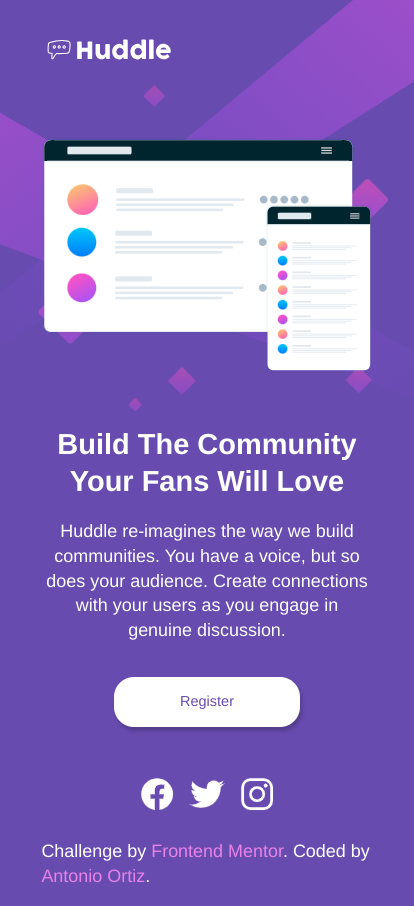 Huddle
Build The Community
Your Fans Will Love
Huddle re-imagines the way we build
communities. You have a voice, but so
does your audience. Create connections
with your users as you engage in
genuine discussion.
Register
Challenge by Frontend Mentor. Coded by
Antonio Ortiz.